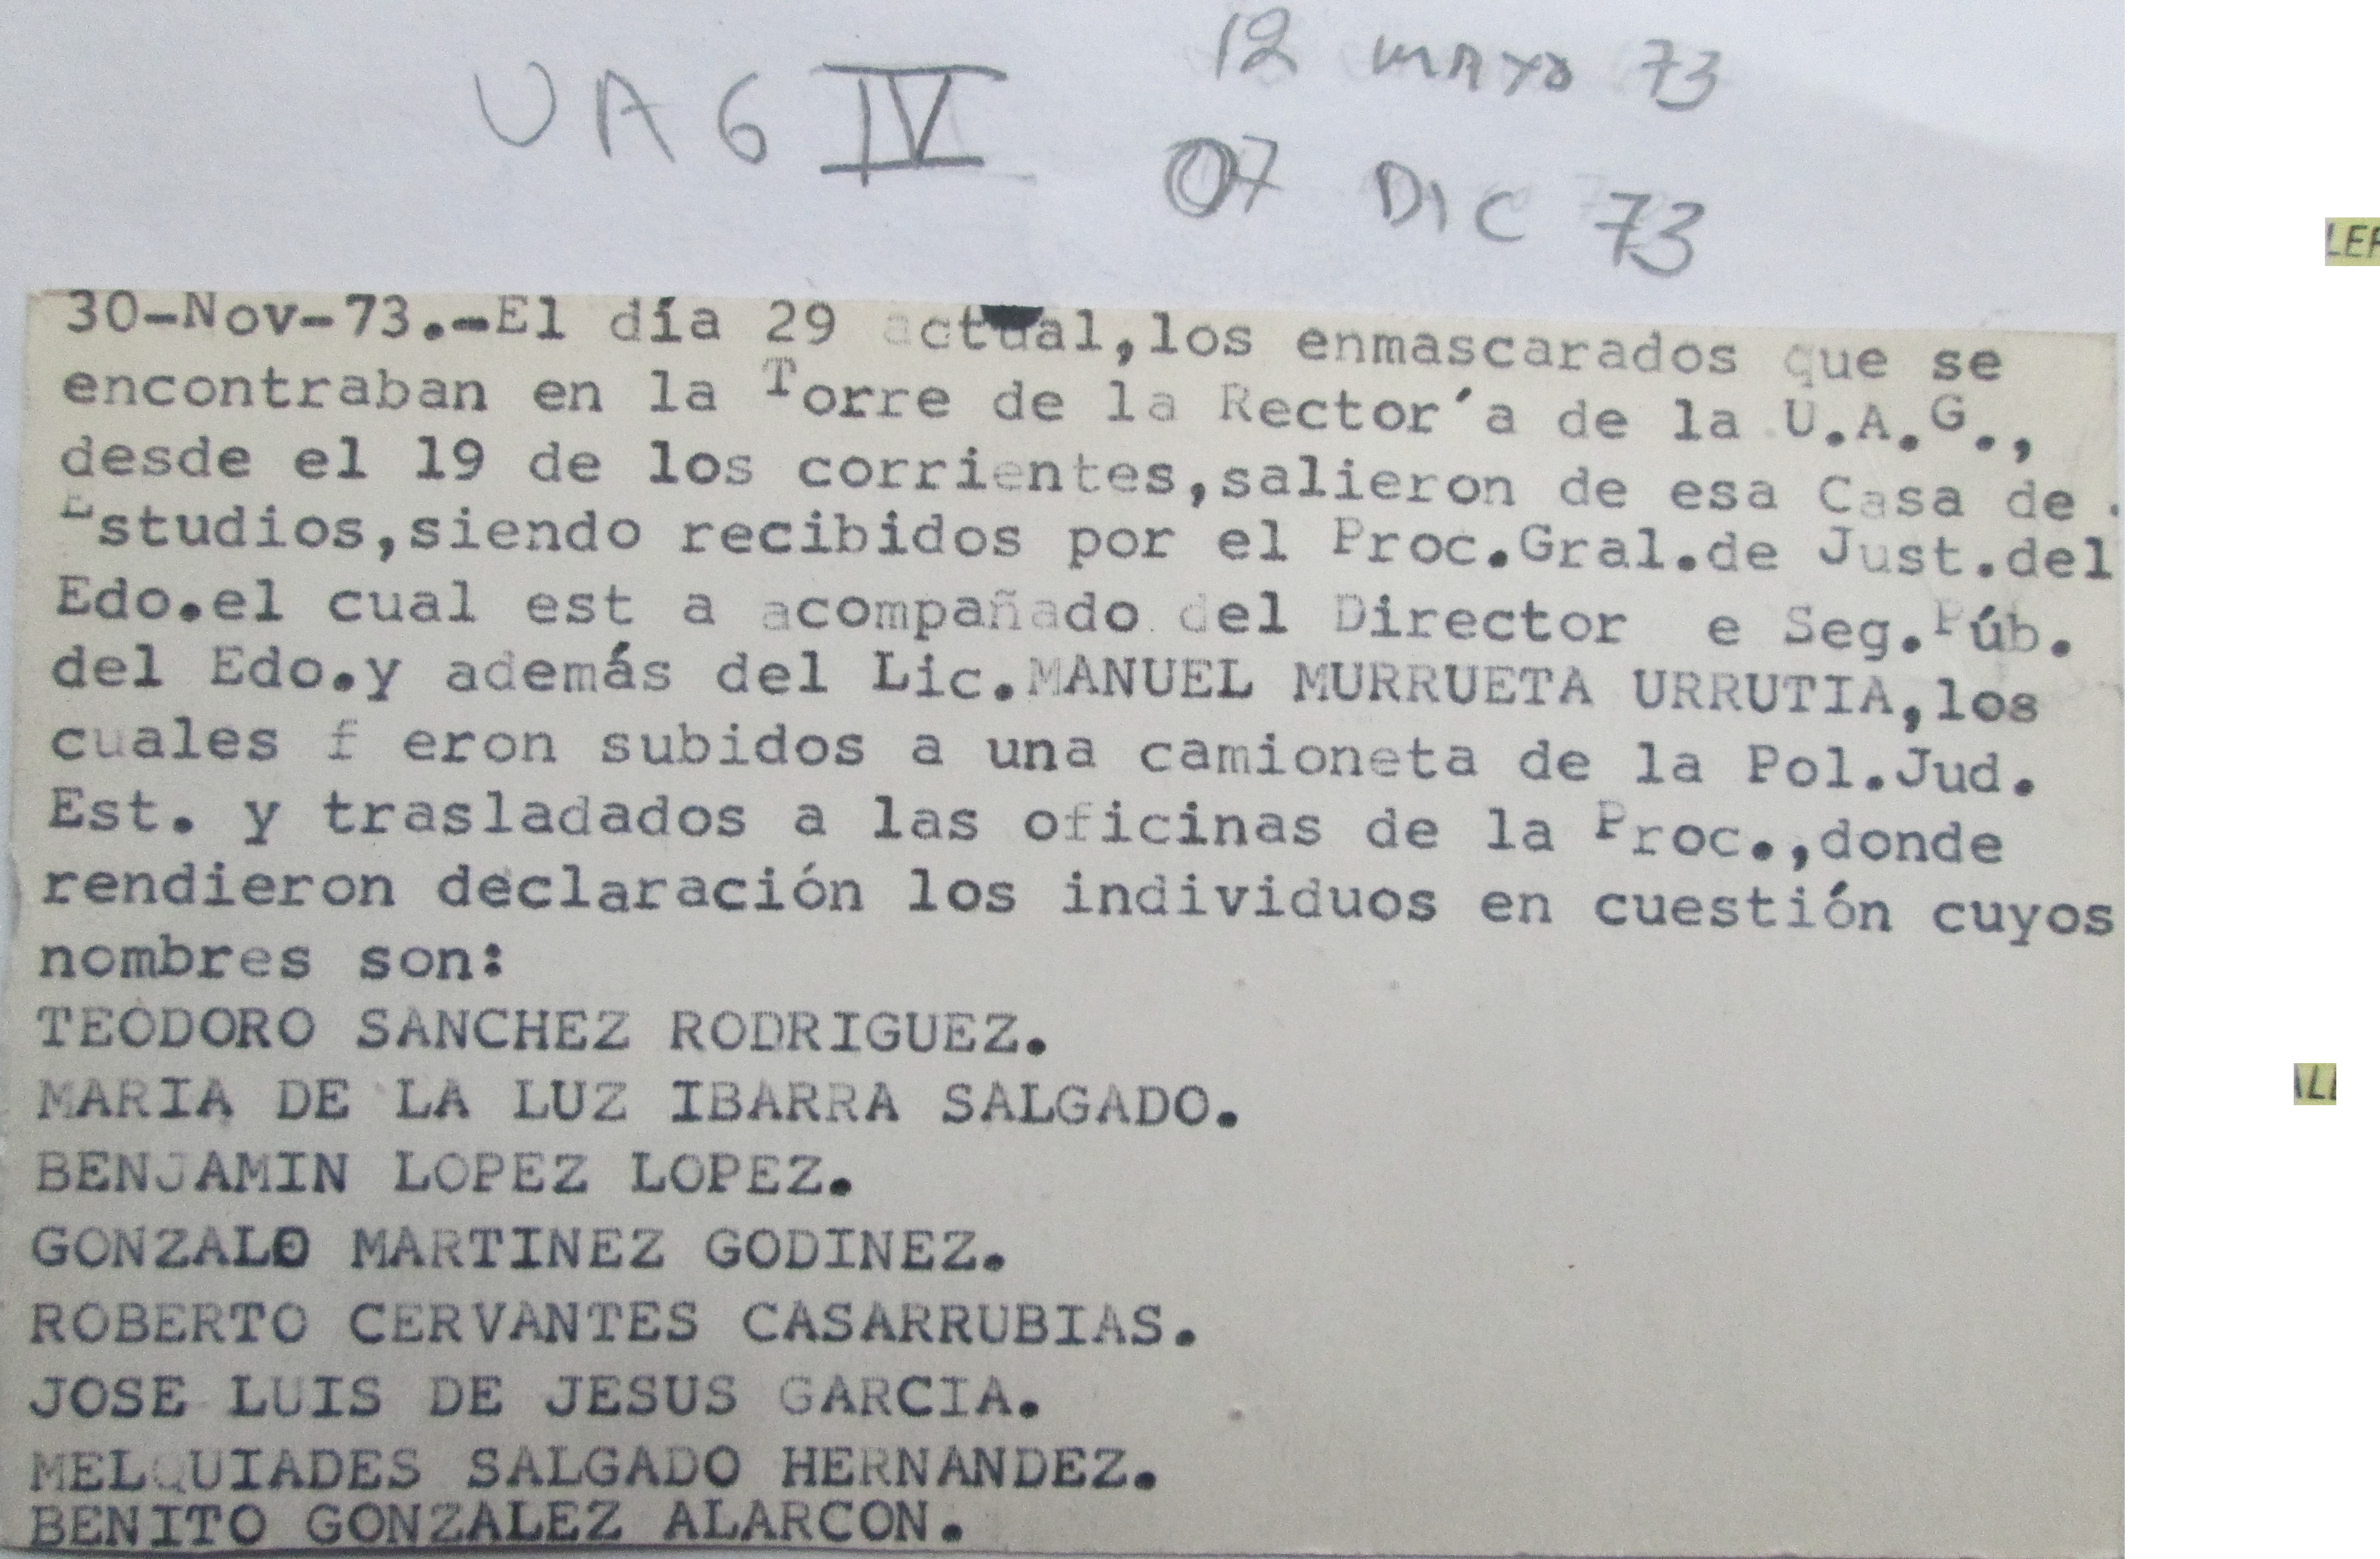 UAG IV
12 mayo 73
07 DIC 73
30-Nov-73.-El día 29 actual,los enmascarados que se
encontraban en la Torre de la Rector´a de la U.A.G.,
desde el 19 de los corrientes,salieron de esa Casa de
Estudios,siendo recibidos por el Proc.Gral.de Just.del
Edo.el cual est a acompañado del Director e Seg.Púb.
del Edo.y además del Lic.MANUEL MURRUETA URRUTIA,los
cuales f eron subidos a una camioneta de la Pol.Jud.
Est. y trasladados a las oficinas de la Proc.,donde
rendieron declaración los individuos en cuestión cuyos
nombres son:
TEODORO SANCHEZ RODRIGUEZ.
MARIA DE LA LUZ IBARRA SALGADO.
BENJAMIN LOPEZ LOPEZ.
GONZALO MARTINEZ GODINEZ.
ROBERTO CERVANTES CASARRUBIAS.
JOSE LUIS DE JESUS GARCIA.
MELQUIADES SALGADO HERNANDEZ.
BENITO GONZALEZ ALARCON.